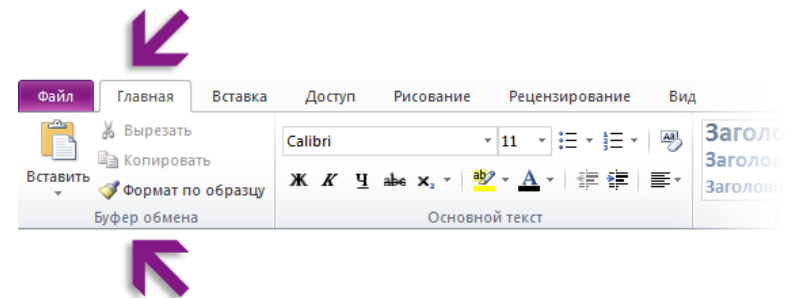 Файл Главная Вставка Доступ Рисование Рецензирование Вид
Вырезать
Копировать
Вставить
Формат по образцу
Буфер обмена
Calibri 11
Ж К Ч abc x₂ ab A
Основной текст